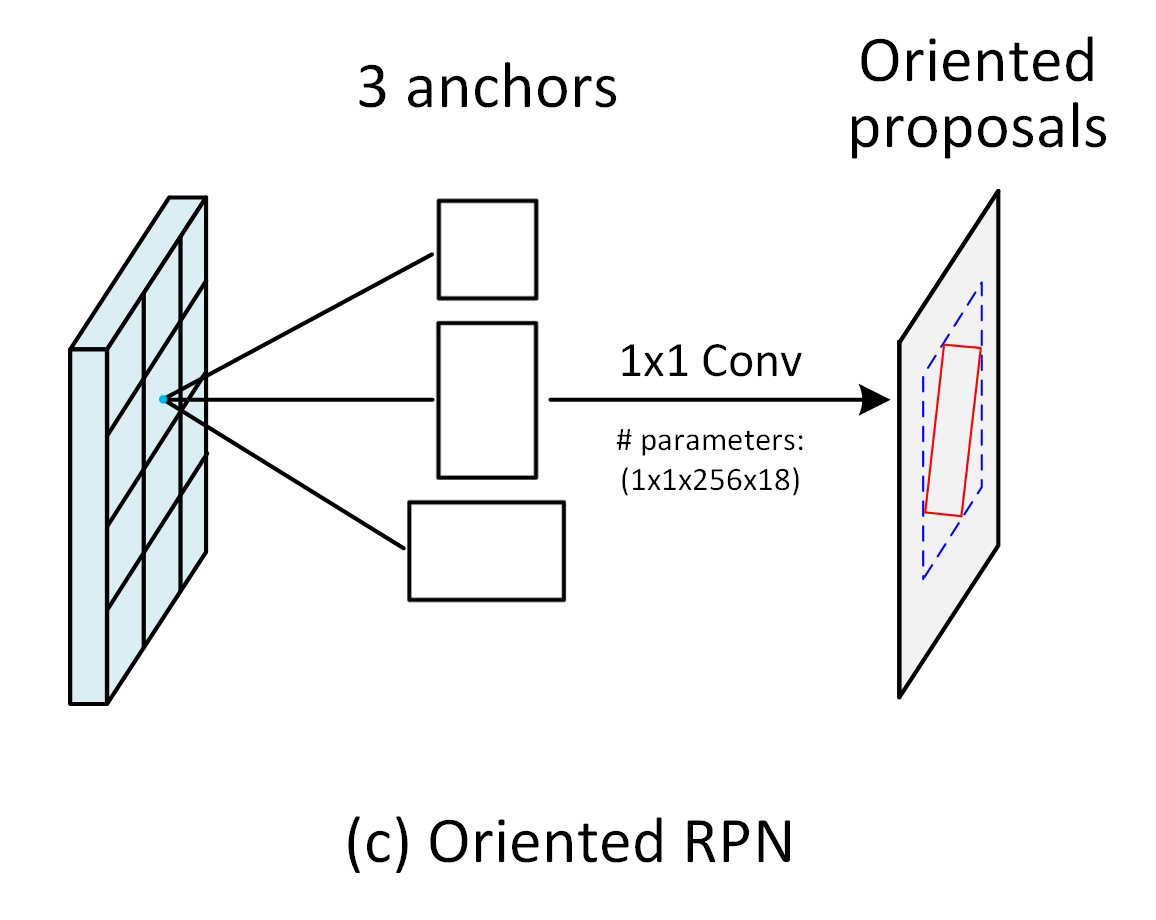 3 anchors
Oriented
proposals
1x1 Conv
# parameters:
(1x1x256x18)
(c) Oriented RPN